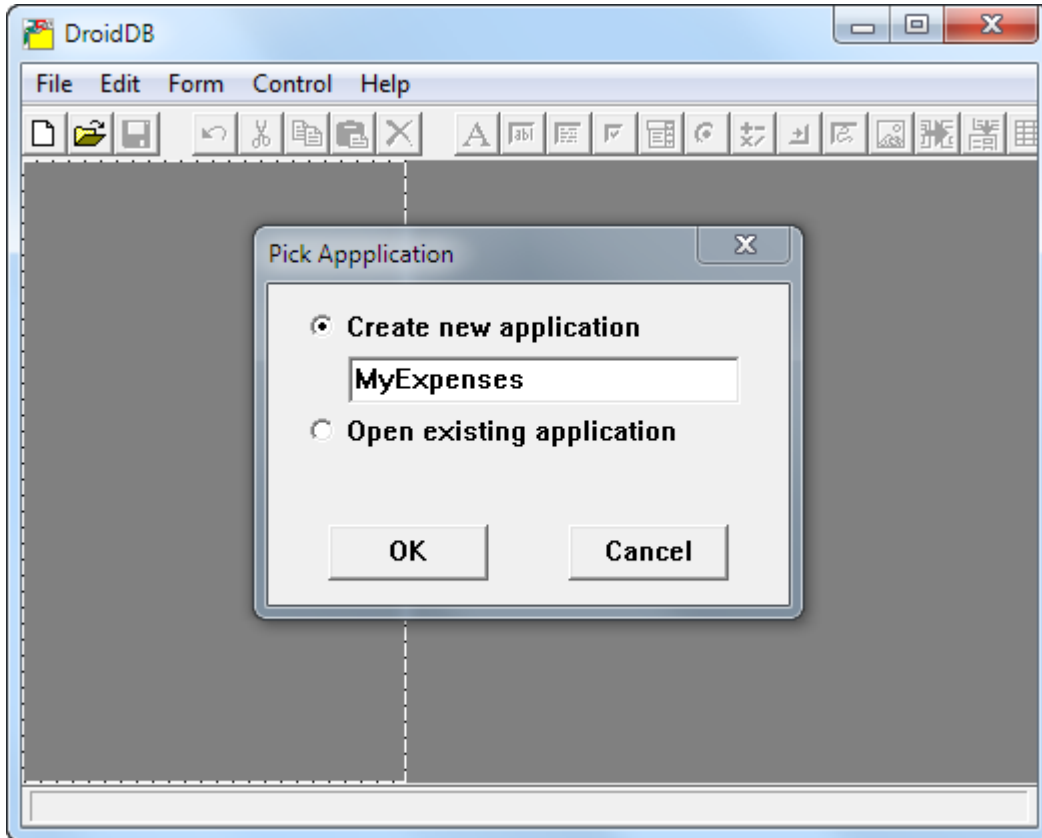 DroidDB
File Edit Form Control Help
Pick Appplication
Create new application
MyExpenses
Open existing application
OK Cancel